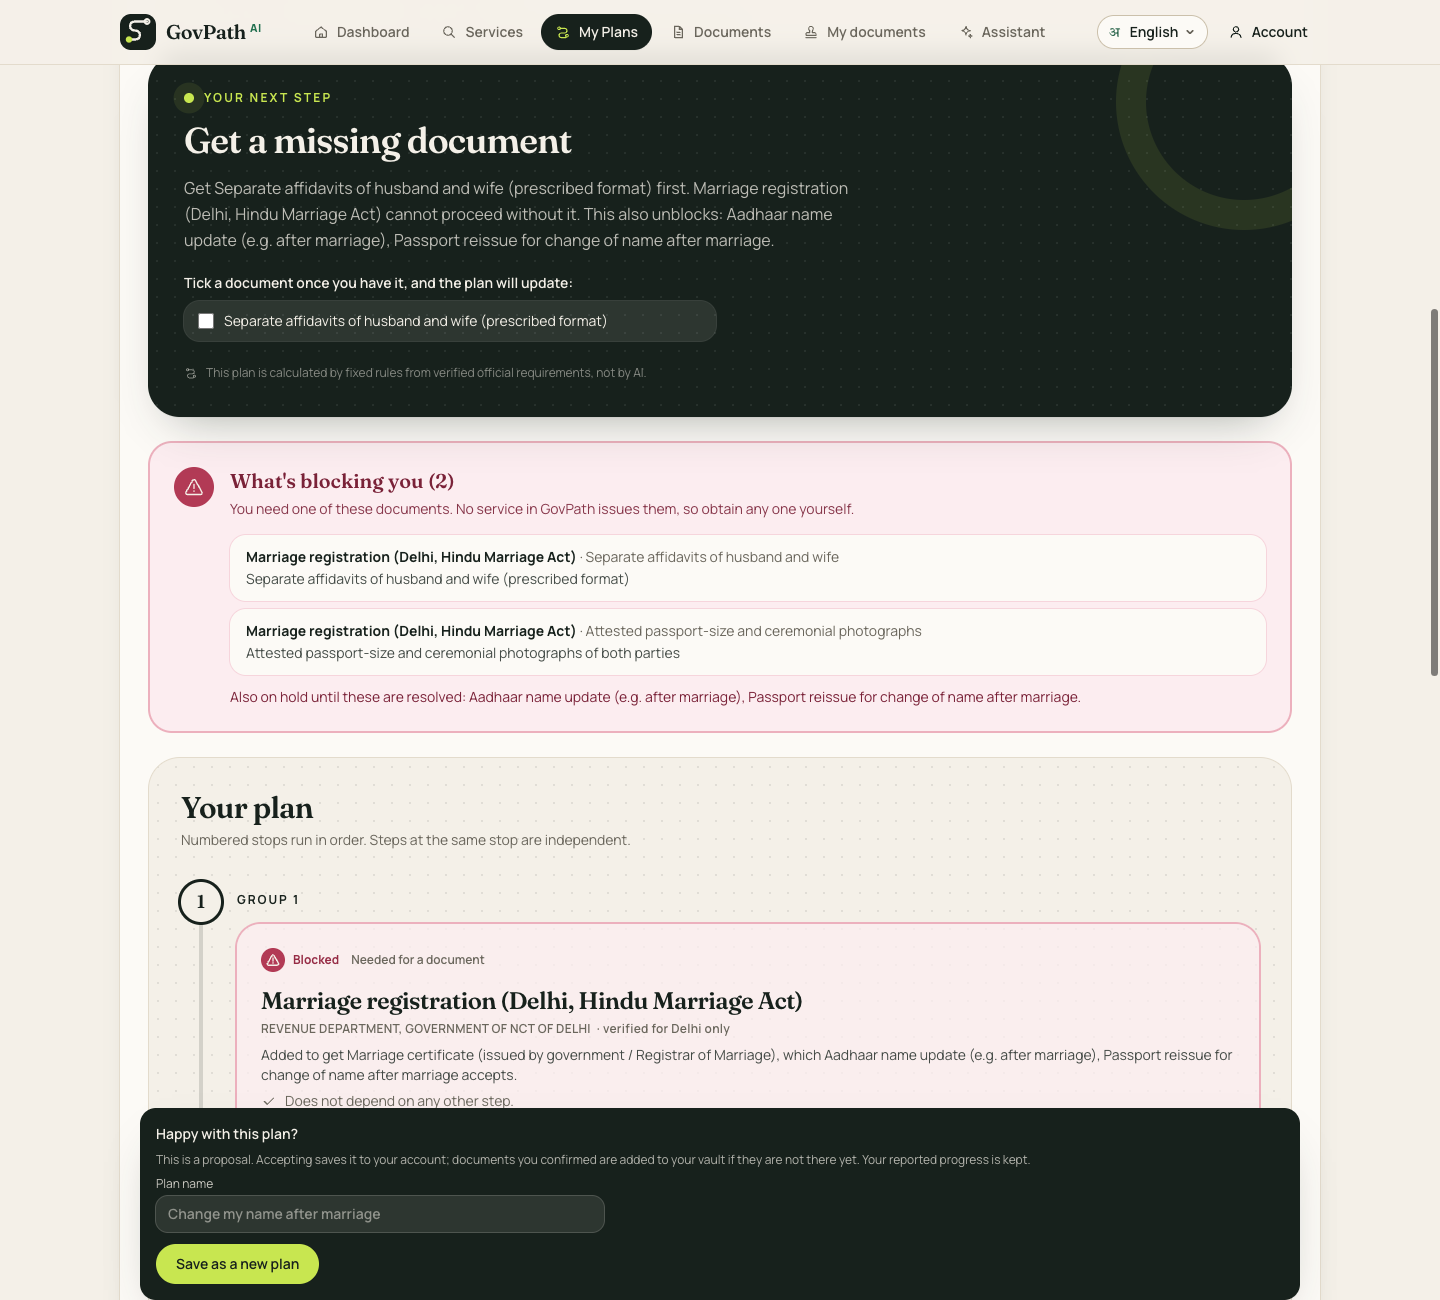 GovPath AI
Dashboard
Services
My Plans
Documents
My documents
Assistant
अ English
Account
YOUR NEXT STEP
Get a missing document
Get Separate affidavits of husband and wife (prescribed format) first. Marriage registration
(Delhi, Hindu Marriage Act) cannot proceed without it. This also unblocks: Aadhaar name
update (e.g. after marriage), Passport reissue for change of name after marriage.
Tick a document once you have it, and the plan will update:
Separate affidavits of husband and wife (prescribed format)
This plan is calculated by fixed rules from verified official requirements, not by AI.
What's blocking you (2)
You need one of these documents. No service in GovPath issues them, so obtain any one yourself.
Marriage registration (Delhi, Hindu Marriage Act) · Separate affidavits of husband and wife
Separate affidavits of husband and wife (prescribed format)
Marriage registration (Delhi, Hindu Marriage Act) · Attested passport-size and ceremonial photographs
Attested passport-size and ceremonial photographs of both parties
Also on hold until these are resolved: Aadhaar name update (e.g. after marriage), Passport reissue for change of name after marriage.
Your plan
Numbered stops run in order. Steps at the same stop are independent.
1 GROUP 1
Blocked Needed for a document
Marriage registration (Delhi, Hindu Marriage Act)
REVENUE DEPARTMENT, GOVERNMENT OF NCT OF DELHI · verified for Delhi only
Added to get Marriage certificate (issued by government / Registrar of Marriage), which Aadhaar name update (e.g. after marriage), Passport reissue for
change of name after marriage accepts.
Does not depend on any other step.
Happy with this plan?
This is a proposal. Accepting saves it to your account; documents you confirmed are added to your vault if they are not there yet. Your reported progress is kept.
Plan name
Change my name after marriage
Save as a new plan